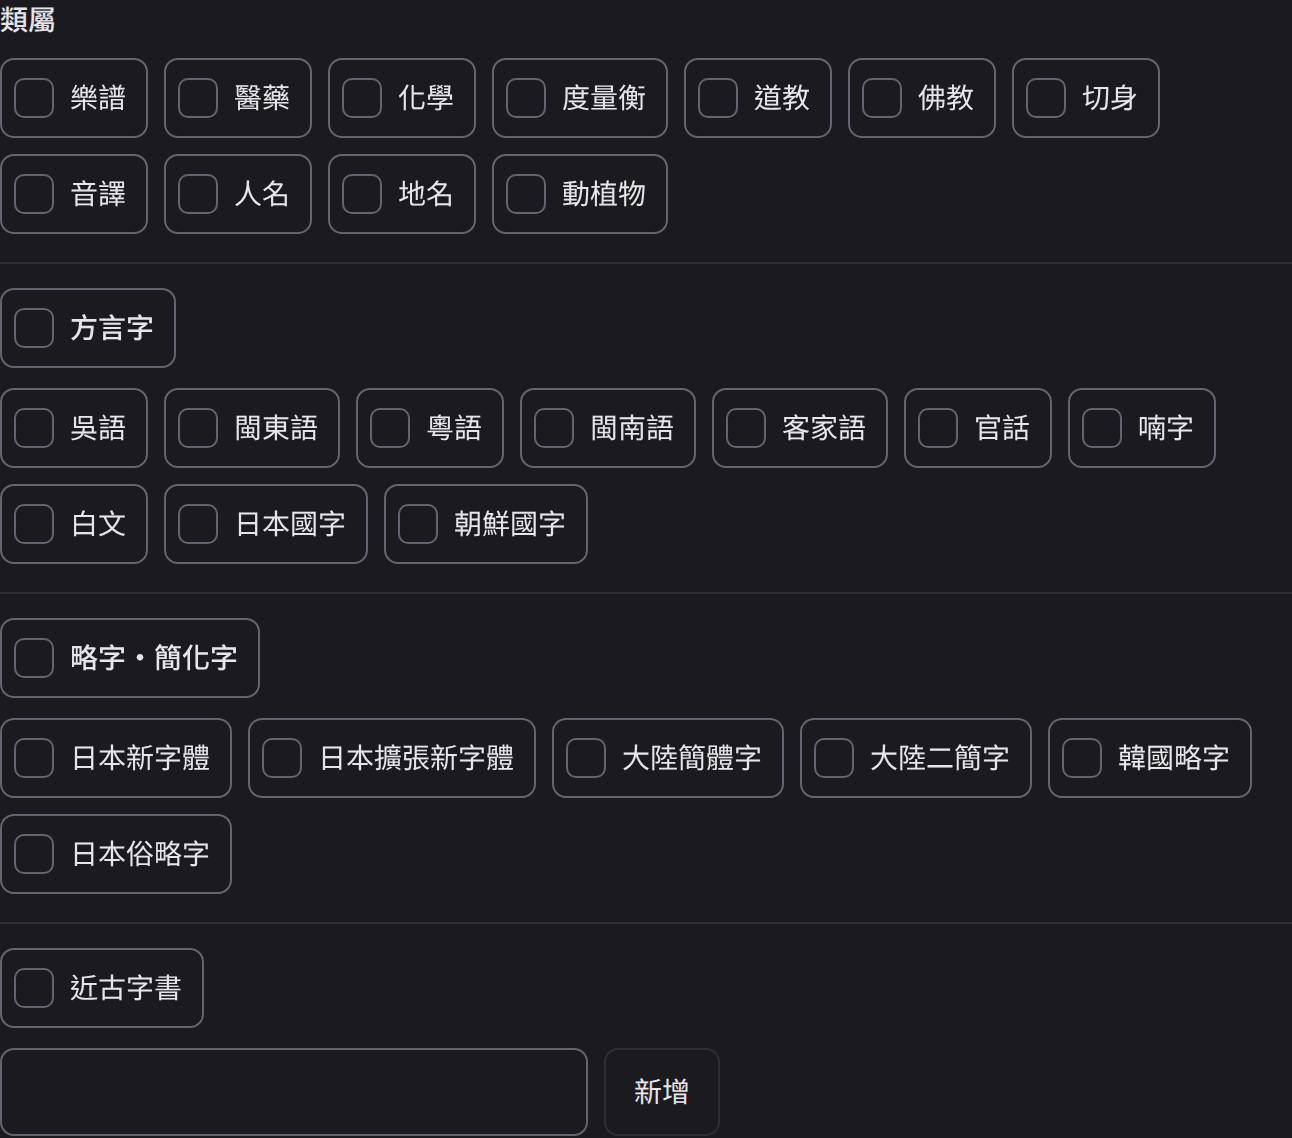 類屬
樂譜 醫藥 化學 度量衡 道教 佛教 切身
音譯 人名 地名 動植物
方言字
吳語 閩東語 粵語 閩南語 客家語 官話 喃字
白文 日本國字 朝鮮國字
略字・簡化字
日本新字體 日本擴張新字體 大陸簡體字 大陸二簡字 韓國略字
日本俗略字
近古字書
新增